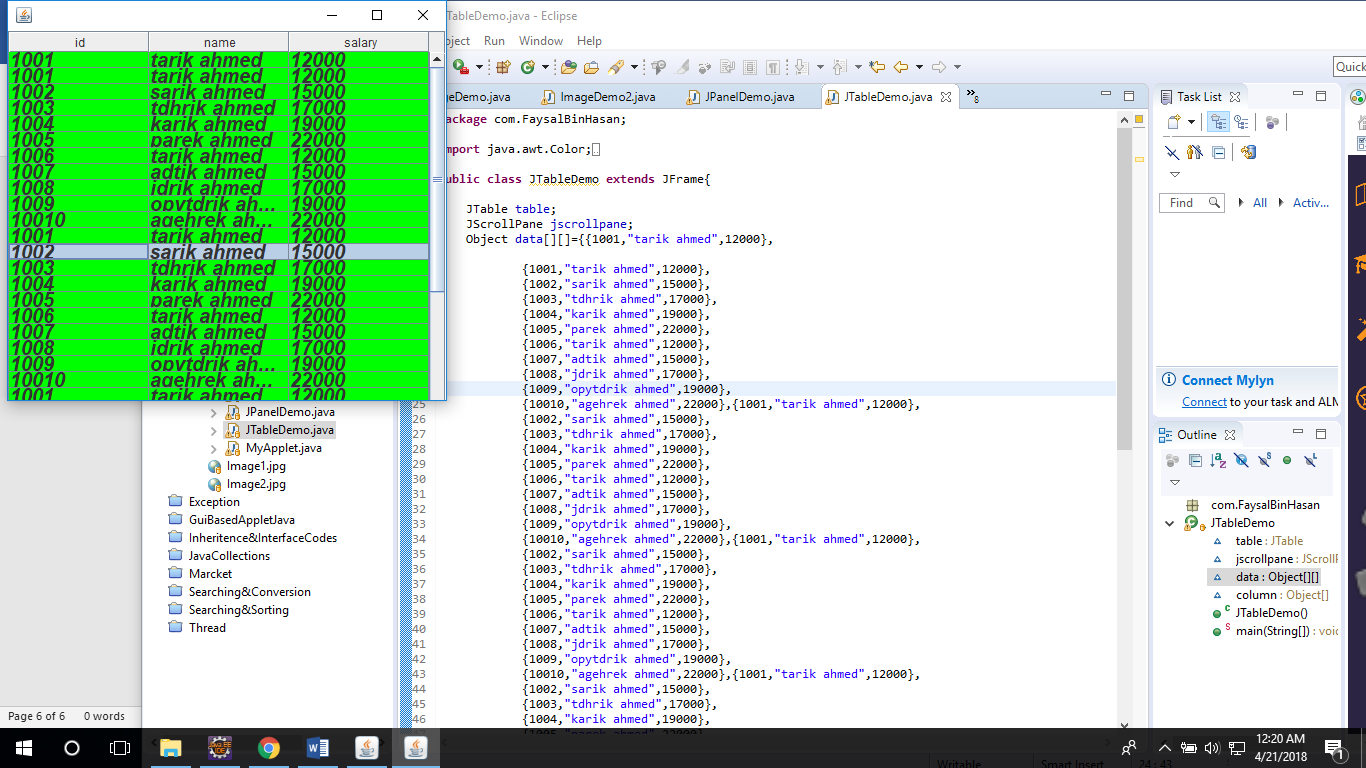 id name salary
1001 tarik ahmed 12000
1001 tarik ahmed 12000
1002 sarik ahmed 15000
1003 tdhrik ahmed 17000
1004 karik ahmed 19000
1005 parek ahmed 22000
1006 tarik ahmed 12000
1007 adtik ahmed 15000
1008 jdrik ahmed 17000
1009 opytdrik ah...
19000
10010 agehrek ah... 22000
1001 tarik ahmed 12000
1002 sarik ahmed 15000
1003 tdhrik ahmed 17000
1004 karik ahmed 19000
1005 parek ahmed 22000
1006 tarik ahmed 12000
1007 adtik ahmed 15000
1008 jdrik ahmed 17000
1009 opytdrik ah... 19000
10010 agehrek ah... 22000
1001 tarik ahmed 12000
TableDemo.java - Eclipse
oject Run Window Help
Quick
geDemo.java ImageDemo2.java JPanelDemo.java JTableDemo.java »8
ackage com.FaysalBinHasan;
mport java.awt.Color;
ublic class JTableDemo extends JFrame{
JTable table;
JScrollPane jscrollpane;
Object data[][]={{1001,"tarik ahmed",12000},
{1001,"tarik ahmed",12000},
{1002,"sarik ahmed",15000},
{1003,"tdhrik ahmed",17000},
{1004,"karik ahmed",19000},
{1005,"parek ahmed",22000},
{1006,"tarik ahmed",12000},
{1007,"adtik ahmed",15000},
{1008,"jdrik ahmed",17000},
{1009,"opytdrik ahmed",19000},
25 {10010,"agehrek ahmed",22000},{1001,"tarik ahmed",12000},
26 {1002,"sarik ahmed",15000},
27 {1003,"tdhrik ahmed",17000},
28 {1004,"karik ahmed",19000},
29 {1005,"parek ahmed",22000},
30 {1006,"tarik ahmed",12000},
31 {1007,"adtik ahmed",15000},
32 {1008,"jdrik ahmed",17000},
33 {1009,"opytdrik ahmed",19000},
34 {10010,"agehrek ahmed",22000},{1001,"tarik ahmed",12000},
35 {1002,"sarik ahmed",15000},
36 {1003,"tdhrik ahmed",17000},
37 {1004,"karik ahmed",19000},
38 {1005,"parek ahmed",22000},
39 {1006,"tarik ahmed",12000},
40 {1007,"adtik ahmed",15000},
41 {1008,"jdrik ahmed",17000},
42 {1009,"opytdrik ahmed",19000},
43 {10010,"agehrek ahmed",22000},{1001,"tarik ahmed",12000},
44 {1002,"sarik ahmed",15000},
45 {1003,"tdhrik ahmed",17000},
46 {1004,"karik ahmed",19000},
JPanelDemo.java
JTableDemo.java
MyApplet.java
Image1.jpg
Image2.jpg
Exception
GuiBasedAppletJava
Inheritence&InterfaceCodes
JavaCollections
Marcket
Searching&Conversion
Searching&Sorting
Thread
Task List
Find All Activ...
Connect Mylyn
Connect to your task and ALM
Outline
com.FaysalBinHasan
JTableDemo
table : JTable
jscrollpane : JScrollP
data : Object[][]
column : Object[]
JTableDemo()
main(String[]) : void
Page 6 of 6 0 words
Writable Smart Insert 24 : 43
12:20 AM
4/21/2018
1